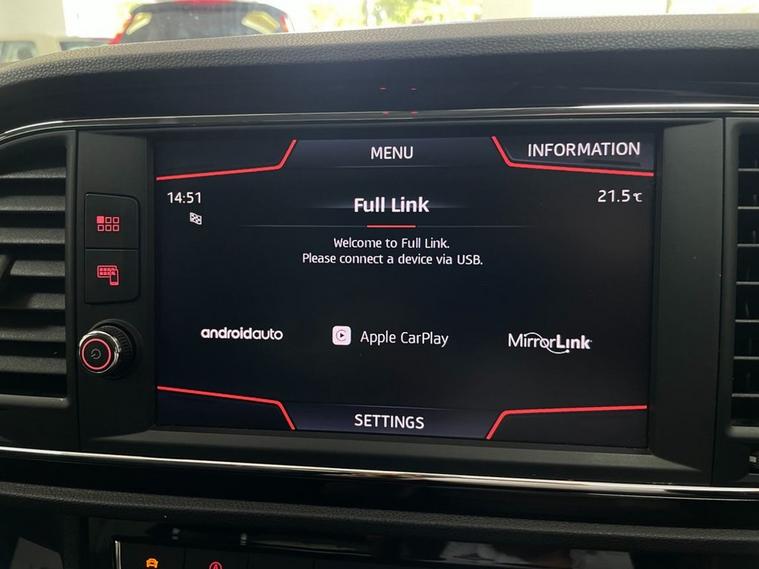 MENU
INFORMATION
14:51
21.5℃
Full Link
Welcome to Full Link.
Please connect a device via USB.
androidauto
Apple CarPlay
MirrorLink
SETTINGS